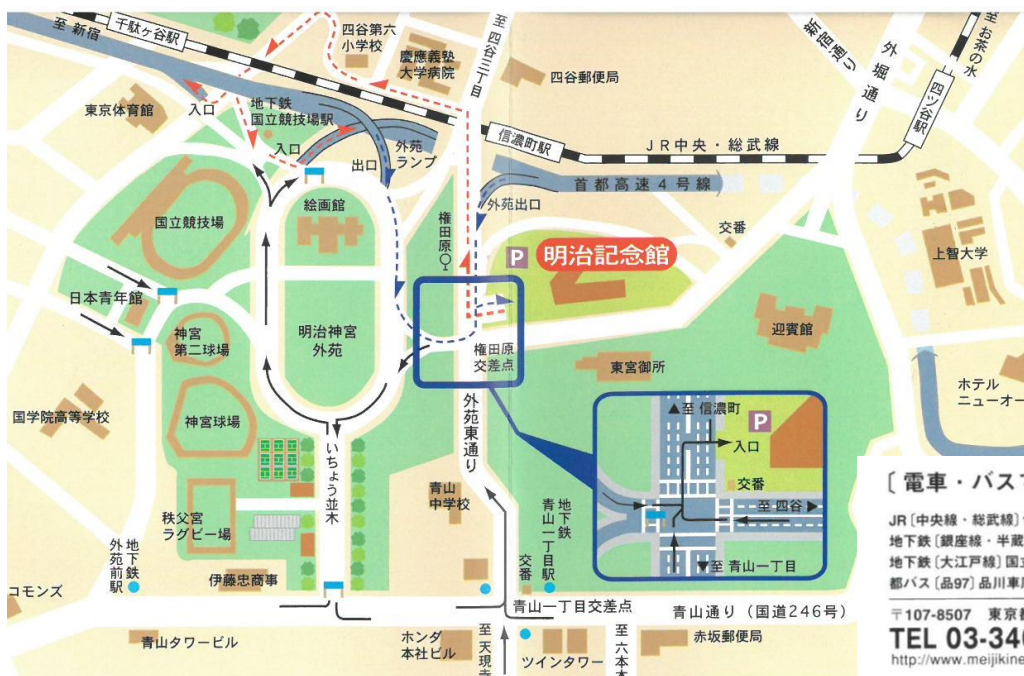 至 新宿
千駄ヶ谷駅
四谷第六
小学校
慶應義塾
大学病院
至 四谷三丁目
四谷郵便局
新宿通り
外堀通り
至 お茶の水
四ツ谷駅
東京体育館
入口
地下鉄
国立競技場駅
入口
出口
外苑
ランプ
信濃町駅
JR中央・総武線
首都高速4号線
外苑出口
国立競技場
絵画館
権田原
P
明治記念館
交番
上智大学
日本青年館
神宮
第二球場
明治神宮
外苑
権田原
交差点
迎賓館
東宮御所
国学院高等学校
神宮球場
外苑東通り
ホテル
ニューオー
▲至 信濃町
P
入口
交番
至 四谷▶
▼至 青山一丁目
いちょう並木
青山
中学校
秩父宮
ラグビー場
地下鉄
外苑前駅
地下鉄
青山一丁目駅
交番
伊藤忠商事
コモンズ
青山一丁目交差点
青山通り(国道246号)
青山タワービル
ホンダ
本社ビル
至 天現寺
ツインタワー
至 六本木
赤坂郵便局
〔電車・バスで
JR〔中央線・総武線〕
地下鉄〔銀座線・半蔵
地下鉄〔大江戸線〕国立
都バス〔品97〕品川車庫
〒107-8507 東京都
TEL 03-346
http://www.meijikine